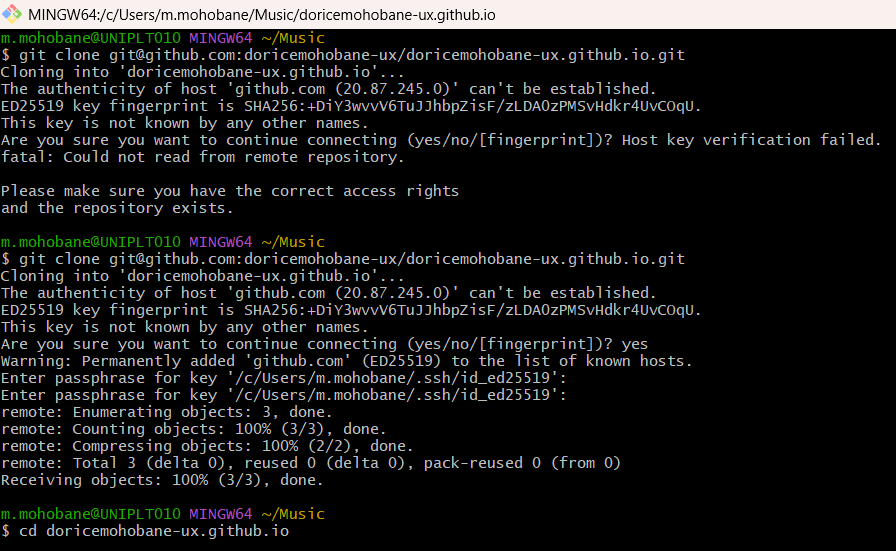 MINGW64:/c/Users/m.mohobane/Music/doricemohobane-ux.github.io
m.mohobane@UNIPLT010 MINGW64 ~/Music
$ git clone git@github.com:doricemohobane-ux/doricemohobane-ux.github.io.git
Cloning into 'doricemohobane-ux.github.io'...
The authenticity of host 'github.com (20.87.245.0)' can't be established.
ED25519 key fingerprint is SHA256:+DiY3wvvV6TuJJhbpZisF/zLDA0zPMSvHdkr4UvCOqU.
This key is not known by any other names.
Are you sure you want to continue connecting (yes/no/[fingerprint])? Host key verification failed.
fatal: Could not read from remote repository.
Please make sure you have the correct access rights
and the repository exists.
m.mohobane@UNIPLT010 MINGW64 ~/Music
$ git clone git@github.com:doricemohobane-ux/doricemohobane-ux.github.io.git
Cloning into 'doricemohobane-ux.github.io'...
The authenticity of host 'github.com (20.87.245.0)' can't be established.
ED25519 key fingerprint is SHA256:+DiY3wvvV6TuJJhbpZisF/zLDA0zPMSvHdkr4UvCOqU.
This key is not known by any other names.
Are you sure you want to continue connecting (yes/no/[fingerprint])? yes
Warning: Permanently added 'github.com' (ED25519) to the list of known hosts.
Enter passphrase for key '/c/Users/m.mohobane/.ssh/id_ed25519':
Enter passphrase for key '/c/Users/m.mohobane/.ssh/id_ed25519':
remote: Enumerating objects: 3, done.
remote: Counting objects: 100% (3/3), done.
remote: Compressing objects: 100% (2/2), done.
remote: Total 3 (delta 0), reused 0 (delta 0), pack-reused 0 (from 0)
Receiving objects: 100% (3/3), done.
m.mohobane@UNIPLT010 MINGW64 ~/Music
$ cd doricemohobane-ux.github.io